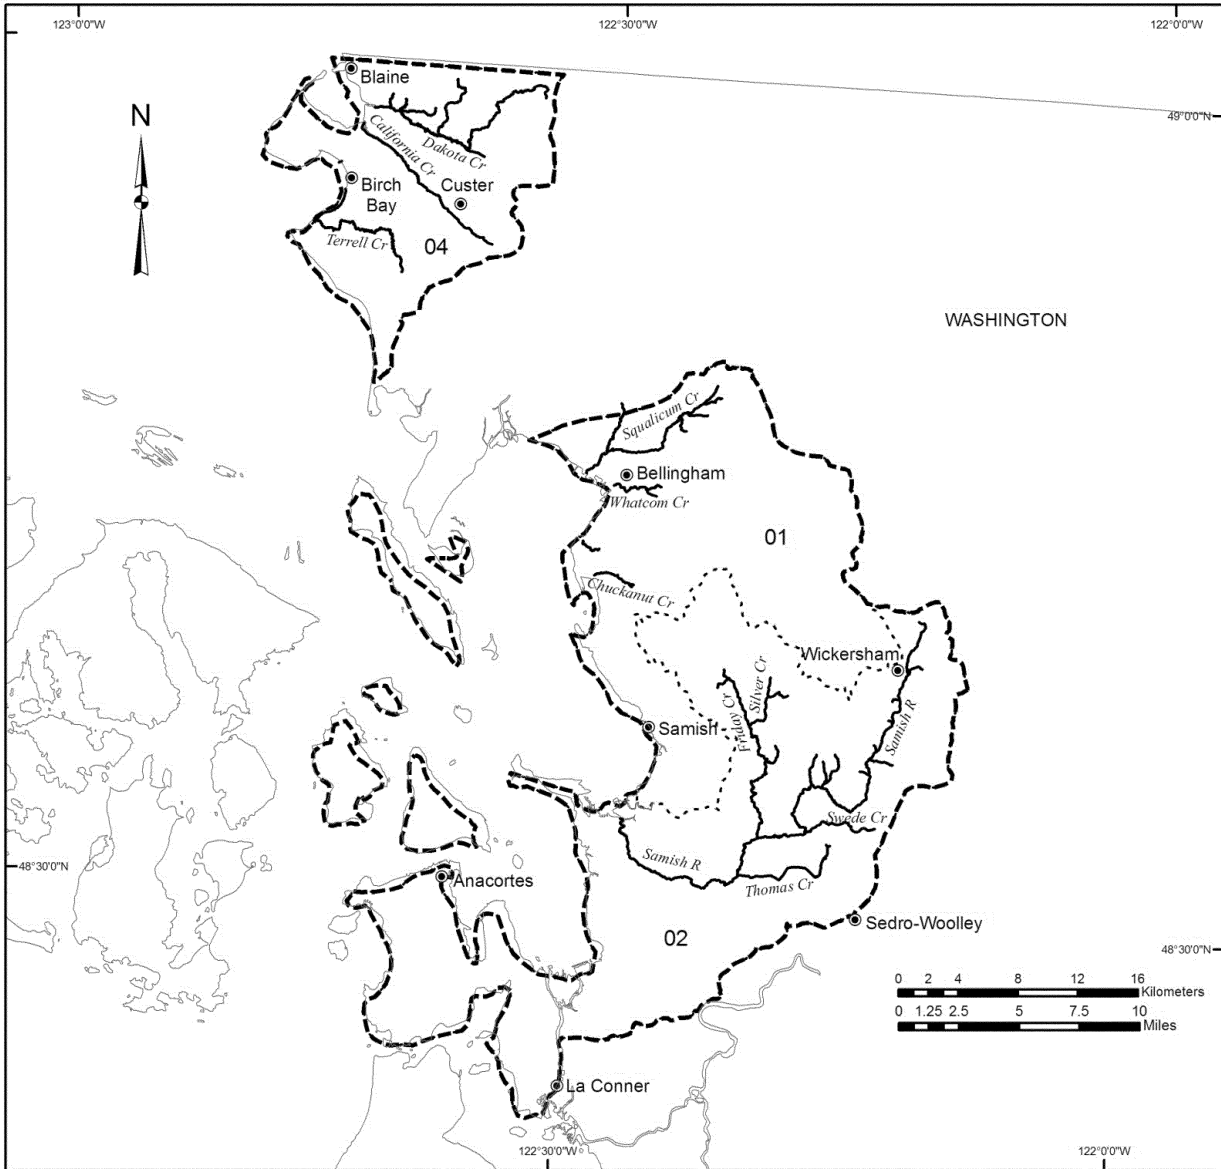 123°0'0"W
122°30'0"W
122°0'0"W
Blaine
N
49°0'0"N
California Cr
Dakota Cr
Birch
Bay
Custer
Terrell Cr
04
WASHINGTON
Squalicum Cr
Bellingham
Whatcom Cr
01
Chuckanut Cr
Wickersham
Silver Cr
Friday Cr
Samish R
Samish
Swede Cr
48°30'0"N
Samish R
Anacortes
Thomas Cr
Sedro-Woolley
02
48°30'0"N
0 2 4 8 12 16
Kilometers
0 1.25 2.5 5 7.5 10
Miles
La Conner
122°30'0"W
122°0'0"W